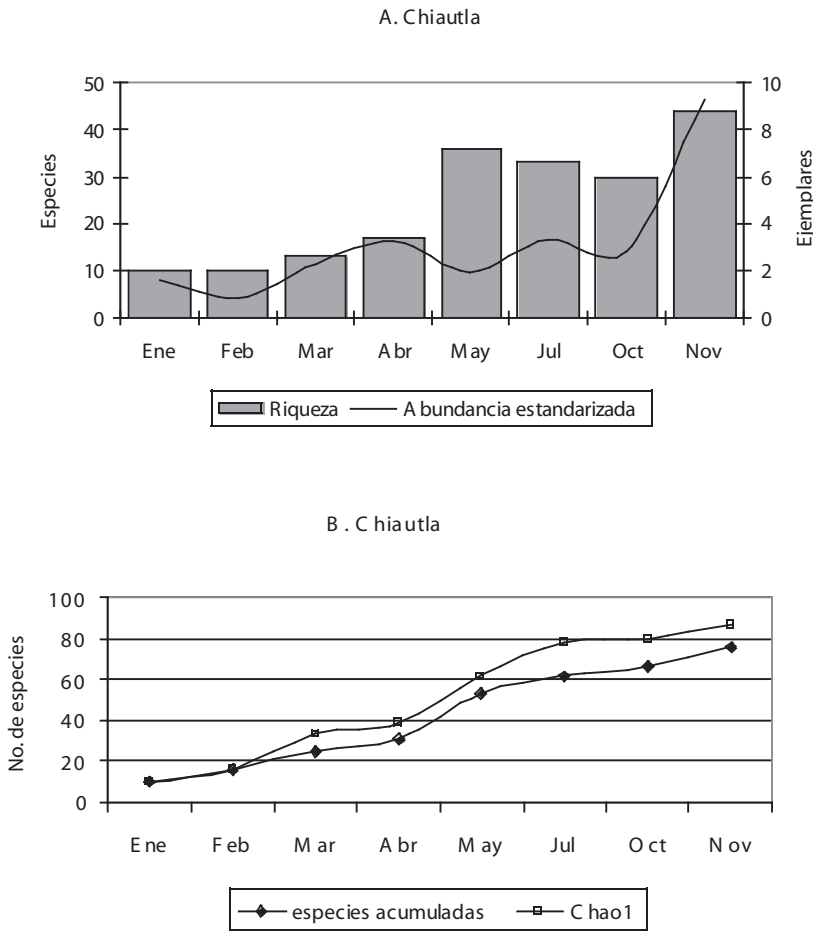 A. Chiautla
50
40
30
20
10
0
Especies
10
8
6
4
2
0
Ejemplares
Ene Feb Mar Abr May Jul Oct Nov
Riqueza Abundancia estandarizada
B. Chiautla
100
80
60
40
20
0
No. de especies
Ene Feb Mar Abr May Jul Oct Nov
especies acumuladas Chao1